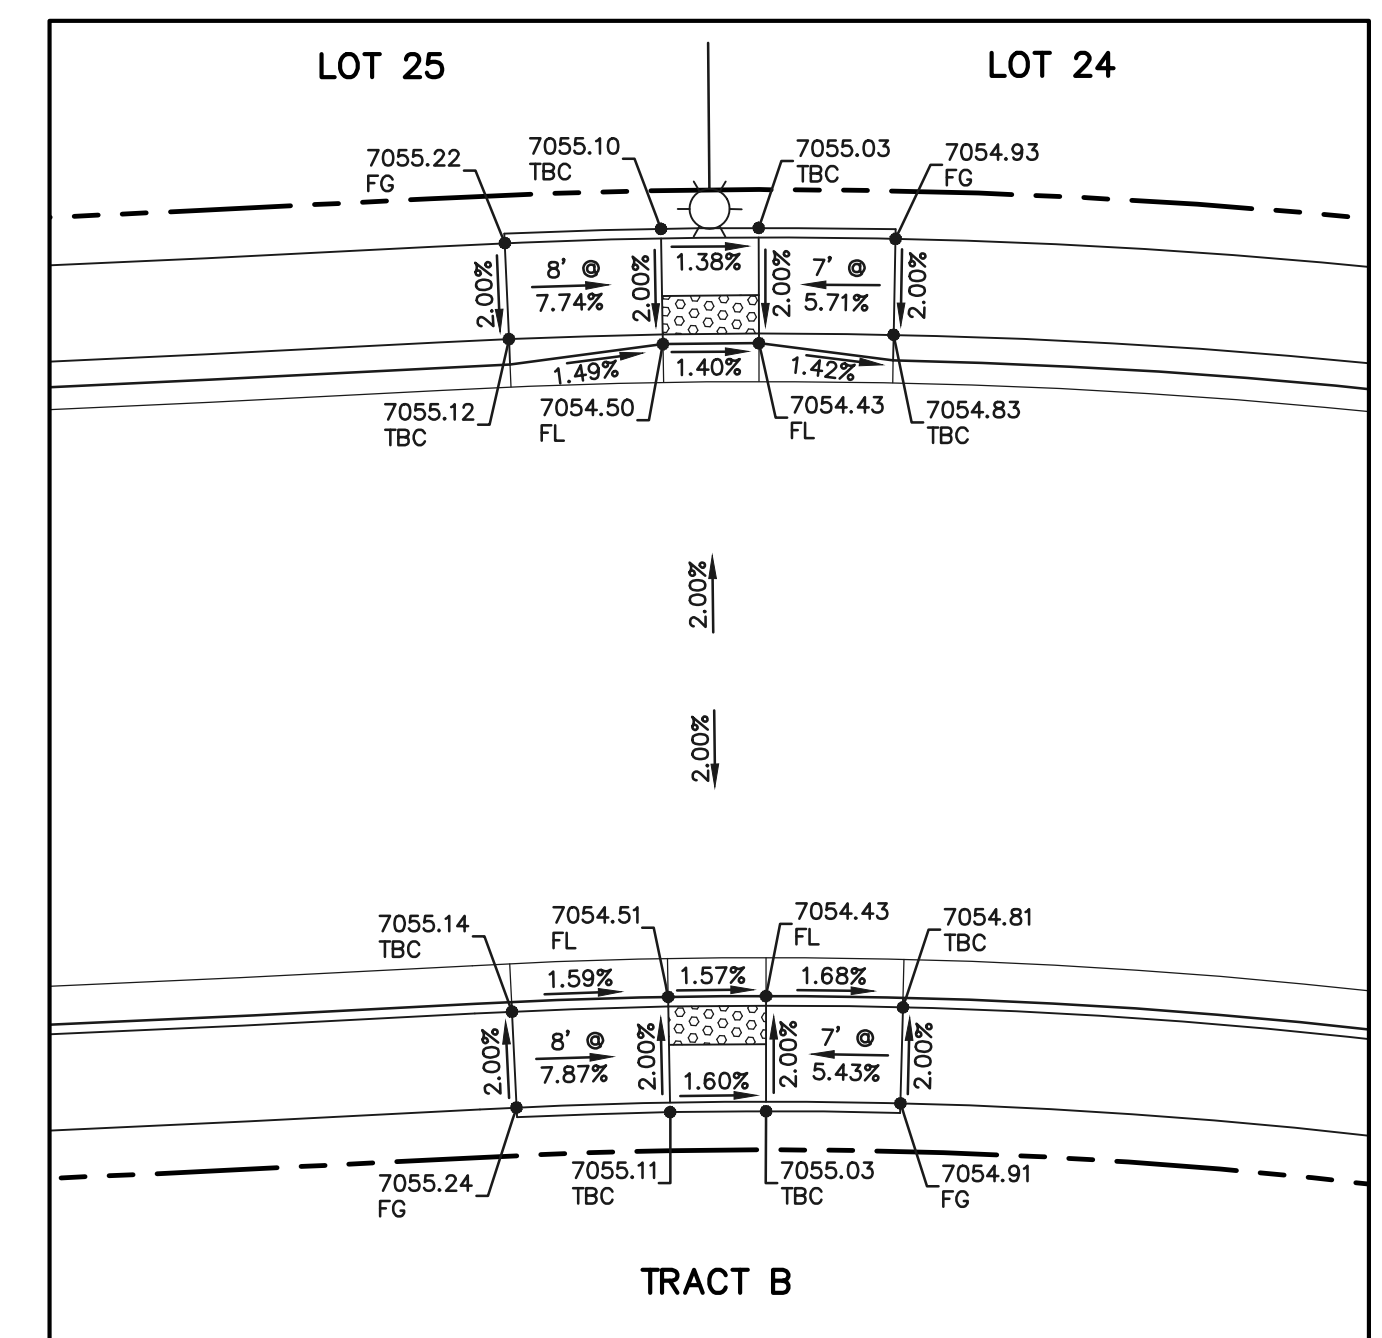 LOT 25
LOT 24
7055.22
FG
7055.10
TBC
7055.03
TBC
7054.93
FG
2.00%
8' @
7.74%
2.00%
1.38%
2.00%
7' @
5.71%
2.00%
1.49%
1.40%
1.42%
7055.12
TBC
7054.50
FL
7054.43
FL
7054.83
TBC
2.00%
2.00%
7055.14
TBC
7054.51
FL
7054.43
FL
7054.81
TBC
1.59%
1.57%
1.68%
2.00%
8' @
7.87%
2.00%
1.60%
2.00%
7' @
5.43%
2.00%
7055.24
FG
7055.11
TBC
7055.03
TBC
7054.91
FG
TRACT B